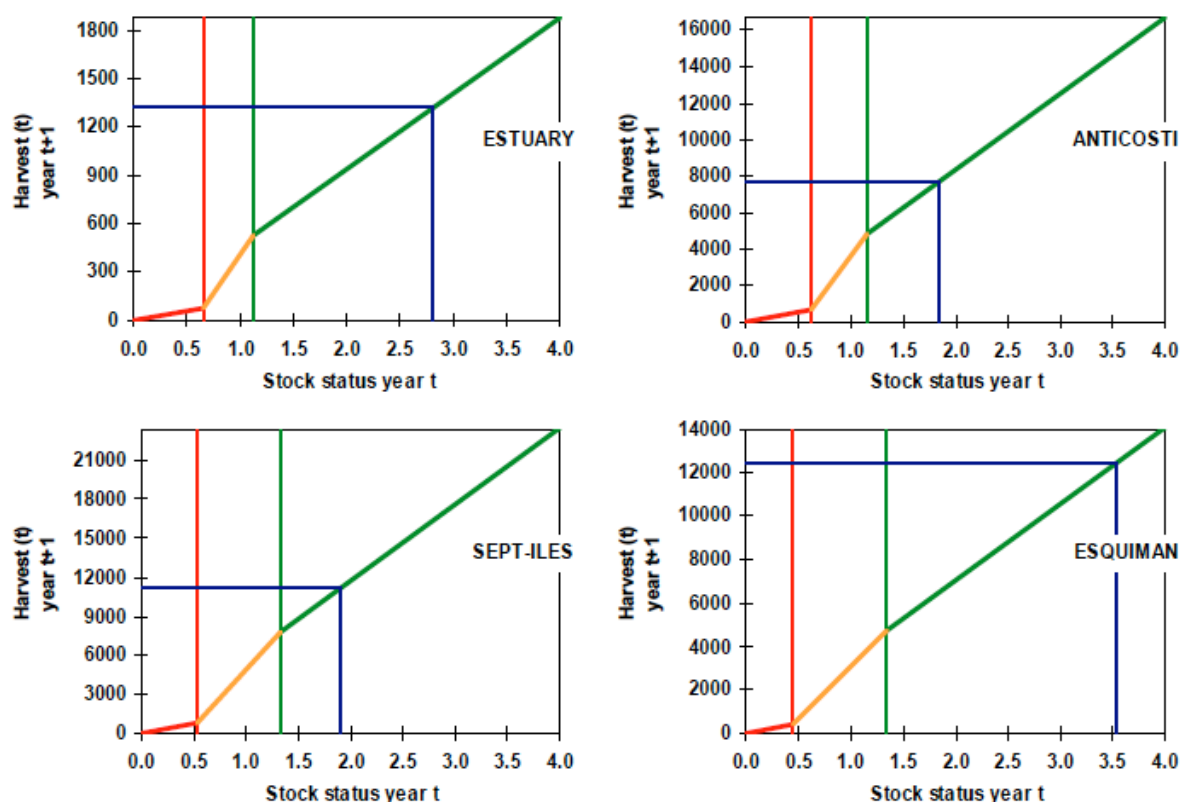 Harvest (t)
year t+1
1800
1500
1200
900
600
300
0
ESTUARY
0.0 0.5 1.0 1.5 2.0 2.5 3.0 3.5 4.0
Stock status year t
Harvest (t)
year t+1
16000
14000
12000
10000
8000
6000
4000
2000
0
ANTICOSTI
0.0 0.5 1.0 1.5 2.0 2.5 3.0 3.5 4.0
Stock status year t
Harvest (t)
year t+1
21000
18000
15000
12000
9000
6000
3000
0
SEPT-ILES
0.0 0.5 1.0 1.5 2.0 2.5 3.0 3.5 4.0
Stock status year t
Harvest (t)
year t+1
14000
12000
10000
8000
6000
4000
2000
0
ESQUIMAN
0.0 0.5 1.0 1.5 2.0 2.5 3.0 3.5 4.0
Stock status year t